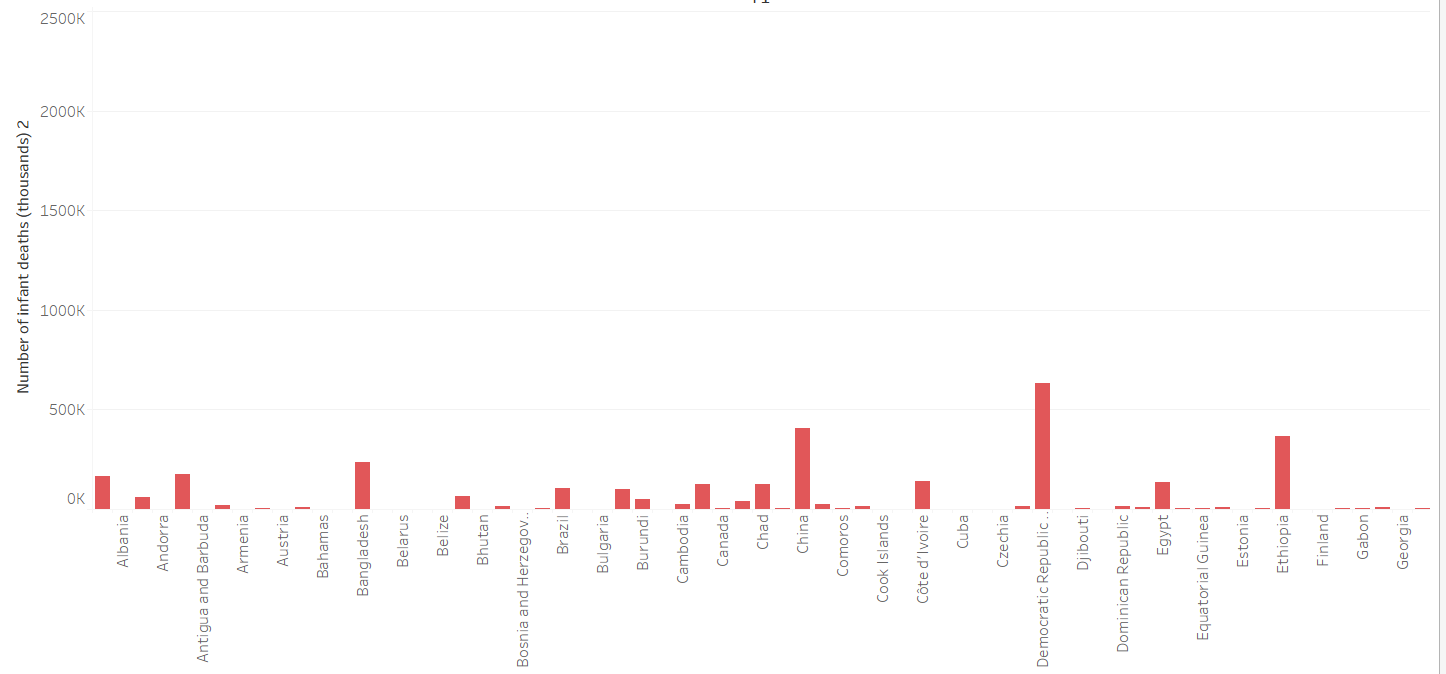 2500K
2000K
1500K
1000K
500K
0K
Number of infant deaths (thousands) 2
Albania
Andorra
Antigua and Barbuda
Armenia
Austria
Bahamas
Bangladesh
Belarus
Belize
Bhutan
Bosnia and Herzegov..
Brazil
Bulgaria
Burundi
Cambodia
Canada
Chad
China
Comoros
Cook Islands
Côte d’Ivoire
Cuba
Czechia
Democratic Republic ..
Djibouti
Dominican Republic
Egypt
Equatorial Guinea
Estonia
Ethiopia
Finland
Gabon
Georgia